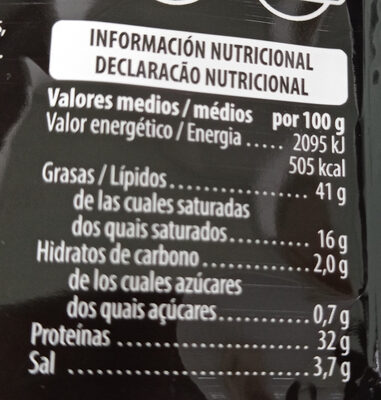 INFORMACIÓN NUTRICIONAL
DECLARACÃO NUTRICIONAL
Valores medios / médios por 100 g
Valor energético / Energia ..... 2095 kJ
505 kcal
Grasas / Lípidos................ 41 g
de las cuales saturadas
dos quais saturados............ 16 g
Hidratos de carbono............ 2,0 g
de los cuales azúcares
dos quais açúcares............. 0,7 g
Proteínas ...................... 32 g
Sal ............................ 3,7 g